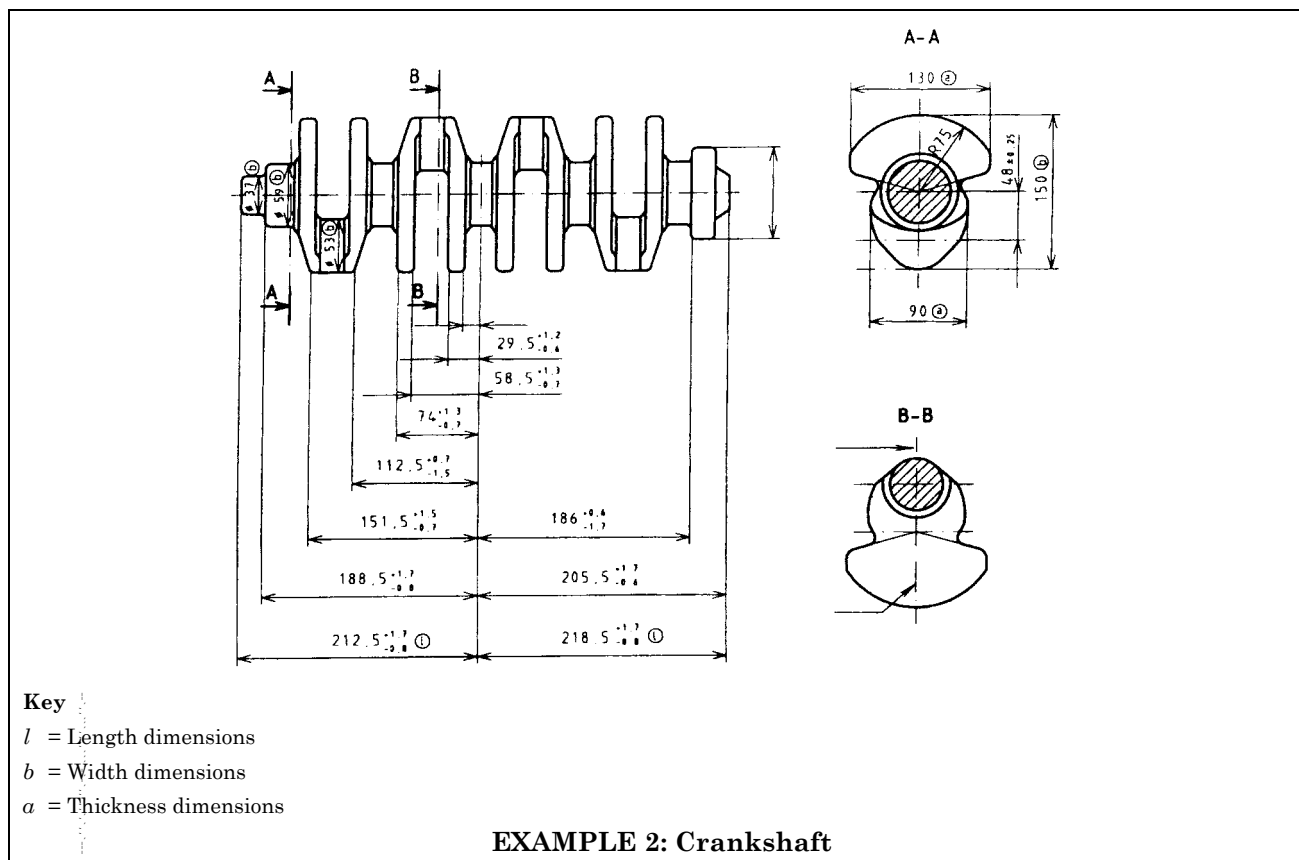 A-A
130 ⓐ
A
B
R75
48 ±0.25
150 ⓑ
⌀ 37 ⓑ
⌀ 59 ⓑ
⌀ 53 ⓑ
A
B
90 ⓐ
29,5 +1.2 -0.6
58,5 +1.3 -0.7
74 +1.3 -0.7
B-B
112,5 +0.7 -1.5
151,5 +1.5 -0.7
186 +0.6 -1.7
188,5 +1.7 -0.8
205,5 +1.7 -0.6
212,5 +1.7 -0.8 ⓛ
218,5 +1.7 -0.8 ⓛ
Key
l = Length dimensions
b = Width dimensions
a = Thickness dimensions
EXAMPLE 2: Crankshaft